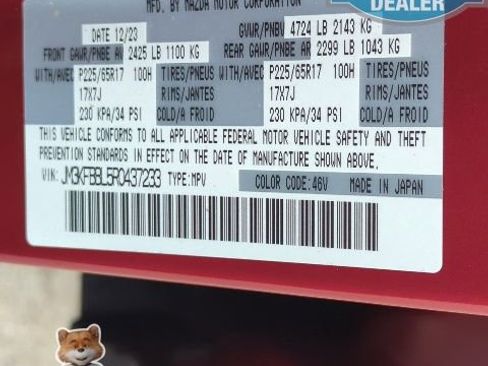 DEALER
MFD. BY MAZDA MOTOR CORPORATION
DATE 12/23
GVWR/PNBV 4724 LB 2143 KG
FRONT GAWR/PNBE AV 2425 LB 1100 KG
REAR GAWR/PNBE AR 2299 LB 1043 KG
WITH/AVEC P225/65R17 100H TIRES/PNEUS WITH/AVEC P225/65R17 100H TIRES/PNEUS
17X7J RIMS/JANTES 17X7J RIMS/JANTES
230 KPA/34 PSI COLD/A FROID 230 KPA/34 PSI COLD/A FROID
THIS VEHICLE CONFORMS TO ALL APPLICABLE FEDERAL MOTOR VEHICLE SAFETY AND THEFT
PREVENTION STANDARDS IN EFFECT ON THE DATE OF MANUFACTURE SHOWN ABOVE.
VIN: JM3KFBBL5R0437233 TYPE: MPV COLOR CODE: 46V MADE IN JAPAN